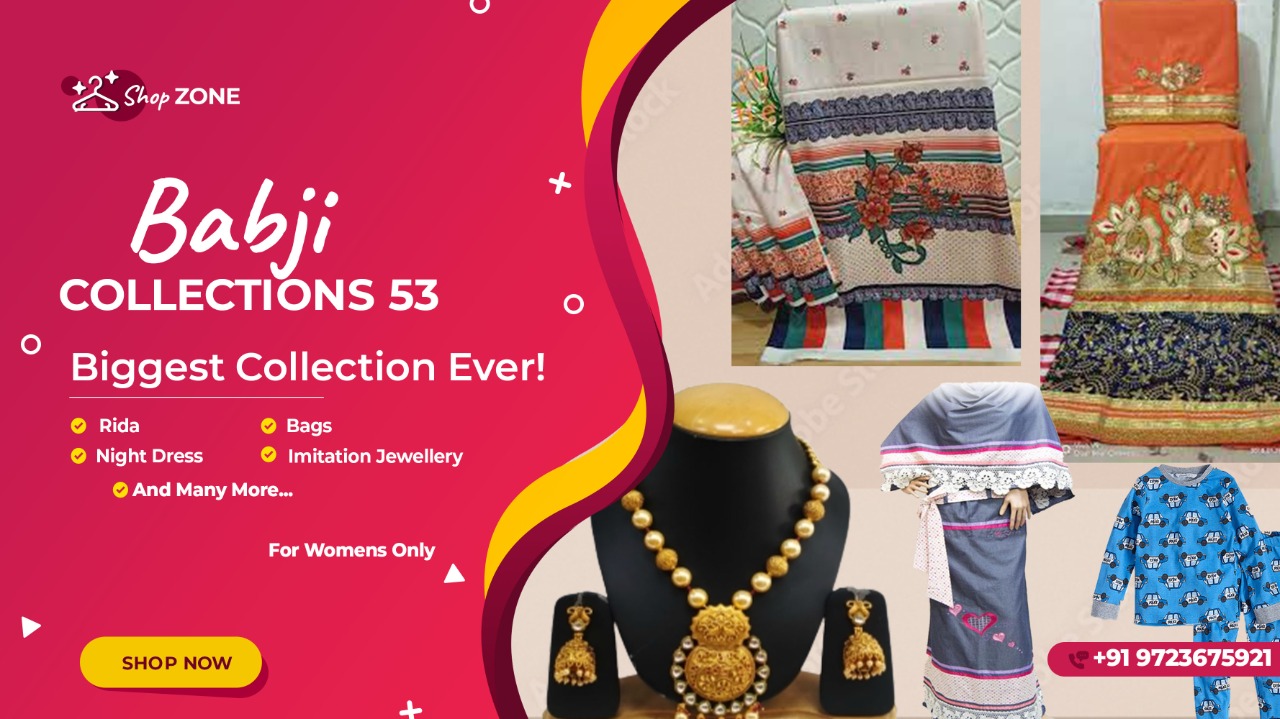 Shop ZONE
Babji
COLLECTIONS 53
Biggest Collection Ever!
Rida
Bags
Night Dress
Imitation Jewellery
And Many More...
For Womens Only
SHOP NOW
+91 9723675921